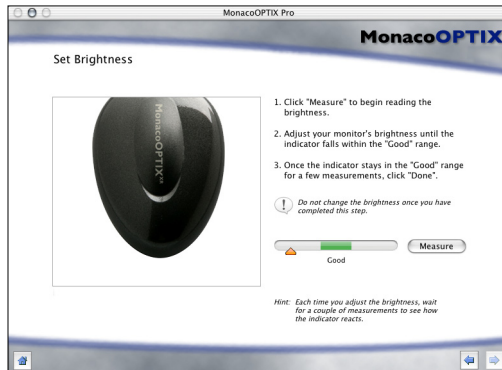 MonacoOPTIX Pro
MonacoOPTIX
Set Brightness
MonacoOPTIX
1. Click "Measure" to begin reading the
brightness.
2. Adjust your monitor's brightness until the
indicator falls within the "Good" range.
3. Once the indicator stays in the "Good" range
for a few measurements, click "Done".
! Do not change the brightness once you have
completed this step.
Measure
Good
Hint: Each time you adjust the brightness, wait
for a couple of measurements to see how
the indicator reacts.